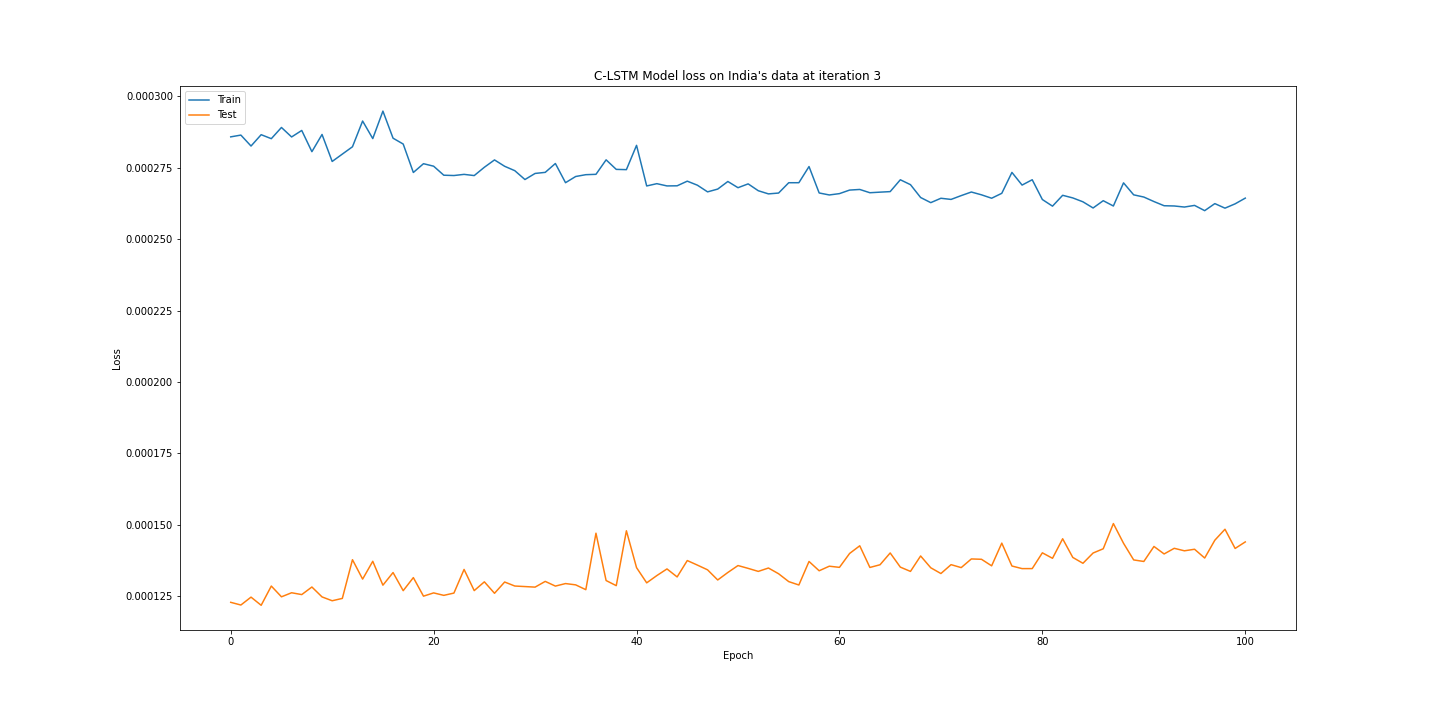 C-LSTM Model loss on India's data at iteration 3
Train
Test
0.000300
0.000275
0.000250
0.000225
0.000200
0.000175
0.000150
0.000125
Loss
0 20 40 60 80 100
Epoch